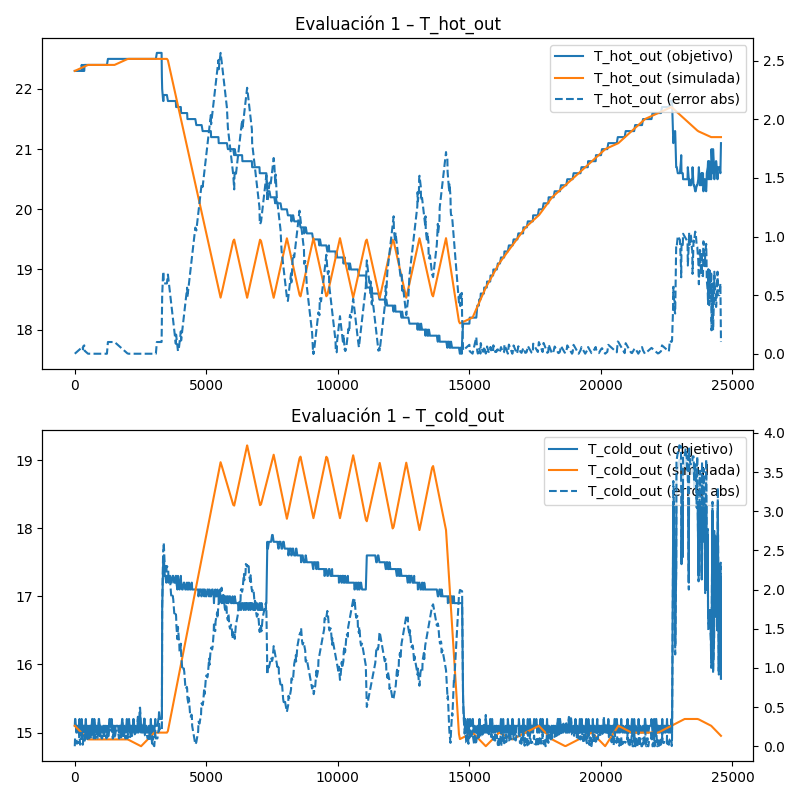 Evaluación 1 – T_hot_out
T_hot_out (objetivo)
T_hot_out (simulada)
T_hot_out (error abs)
22
21
20
19
18
2.5
2.0
1.5
1.0
0.5
0.0
0 5000 10000 15000 20000 25000
Evaluación 1 – T_cold_out
T_cold_out (objetivo)
T_cold_out (simulada)
T_cold_out (error abs)
19
18
17
16
15
4.0
3.5
3.0
2.5
2.0
1.5
1.0
0.5
0.0
0 5000 10000 15000 20000 25000